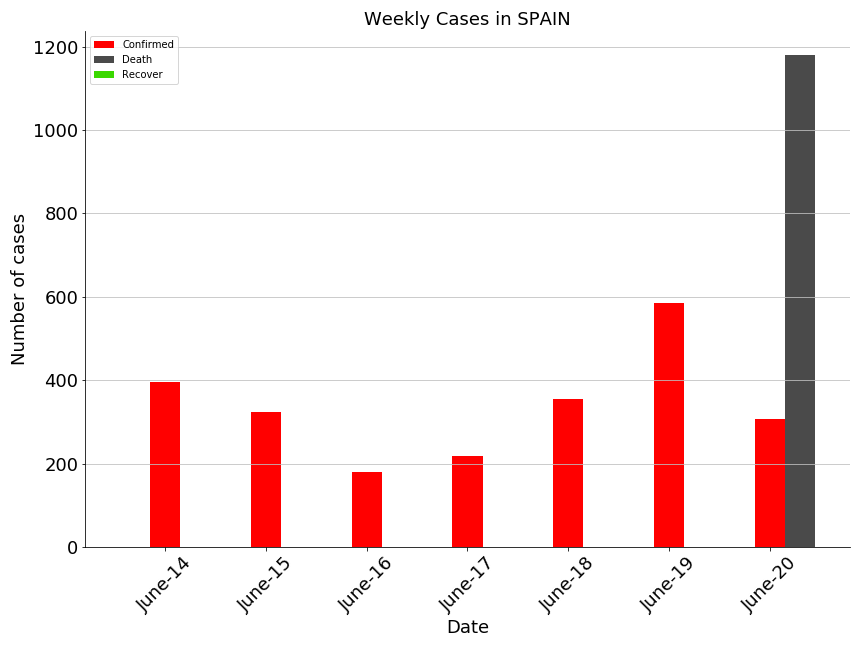 Weekly Cases in SPAIN
Confirmed
Death
Recover
Number of cases
1200
1000
800
600
400
200
0
June-14
June-15
June-16
June-17
June-18
June-19
June-20
Date